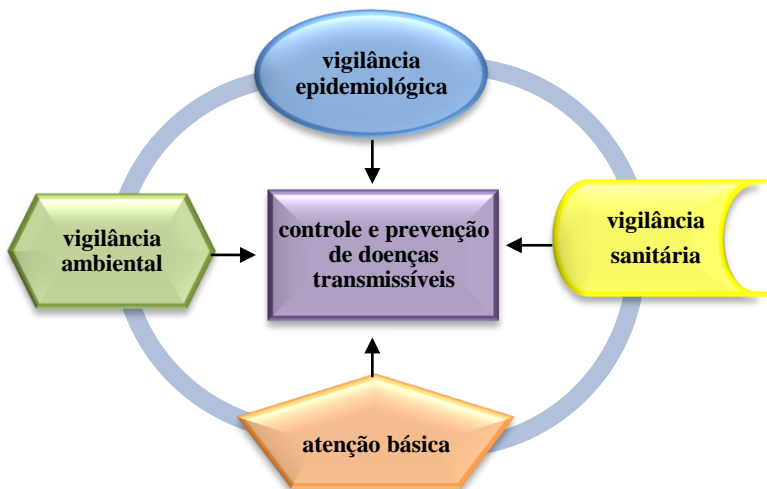 vigilância
epidemiológica
vigilância
ambiental
controle e prevenção
de doenças
transmissíveis
vigilância
sanitária
atenção básica